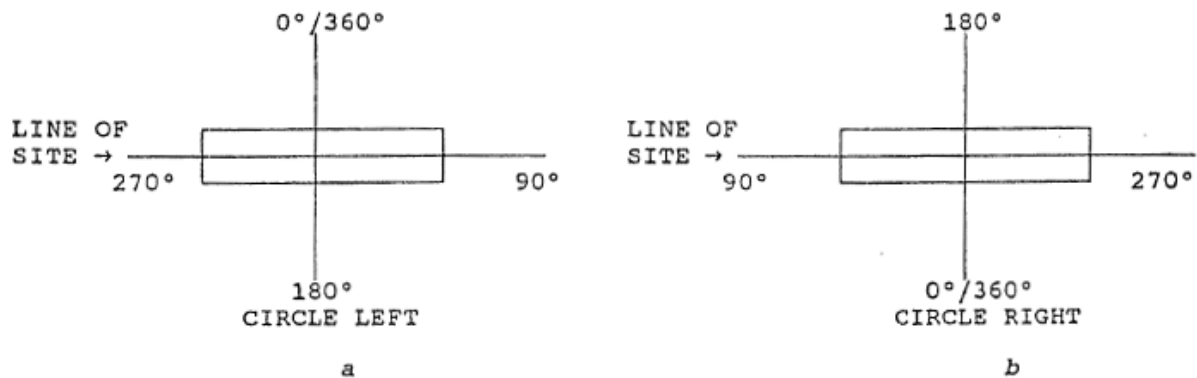 0°/360°
LINE OF
SITE →
270°
90°
180°
CIRCLE LEFT
a
180°
LINE OF
SITE →
90°
270°
0°/360°
CIRCLE RIGHT
b